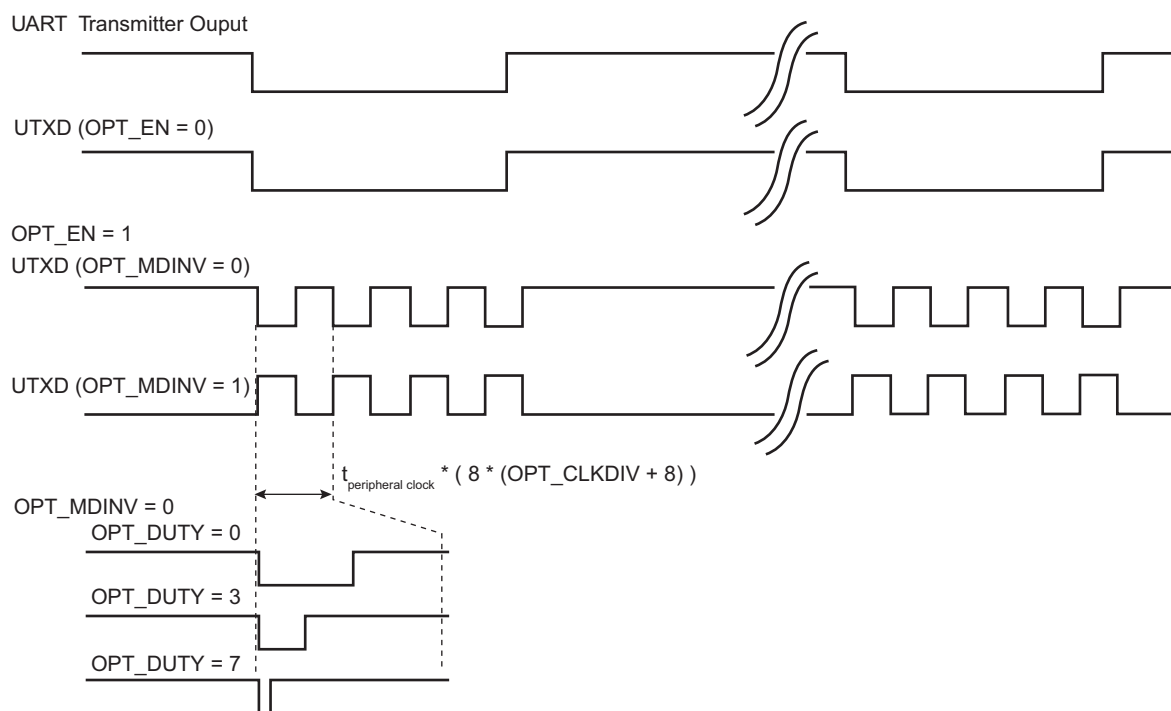 UART Transmitter Ouput
UTXD (OPT_EN = 0)
OPT_EN = 1
UTXD (OPT_MDINV = 0)
UTXD (OPT_MDINV = 1)
t peripheral clock * ( 8 * (OPT_CLKDIV + 8) )
OPT_MDINV = 0
OPT_DUTY = 0
OPT_DUTY = 3
OPT_DUTY = 7